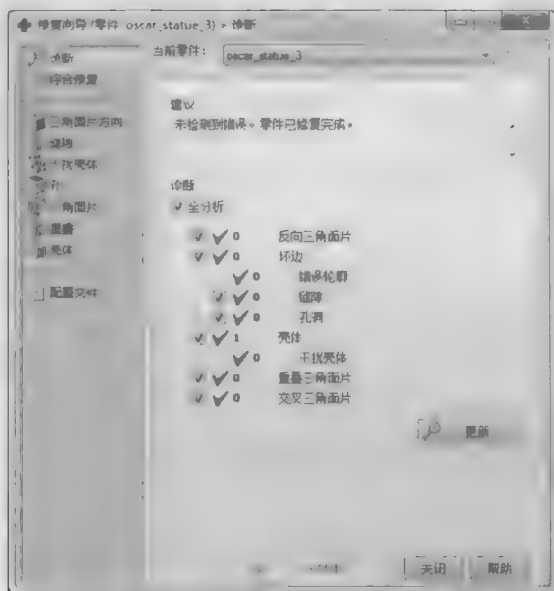 修复向导 (零件 oscar_statue_3) > 诊断
诊断
综合修复
三角面片方向
壳体
配置文件
当前零件:
oscar_statue_3
建议
未检测到错误。零件已修复完成。
诊断
全分析
0 反向三角面片
0 坏边
0 错误轮廓
0 缝隙
0 孔洞
1 壳体
0 干扰壳体
0 重叠三角面片
0 交叉三角面片
更新
关闭
帮助